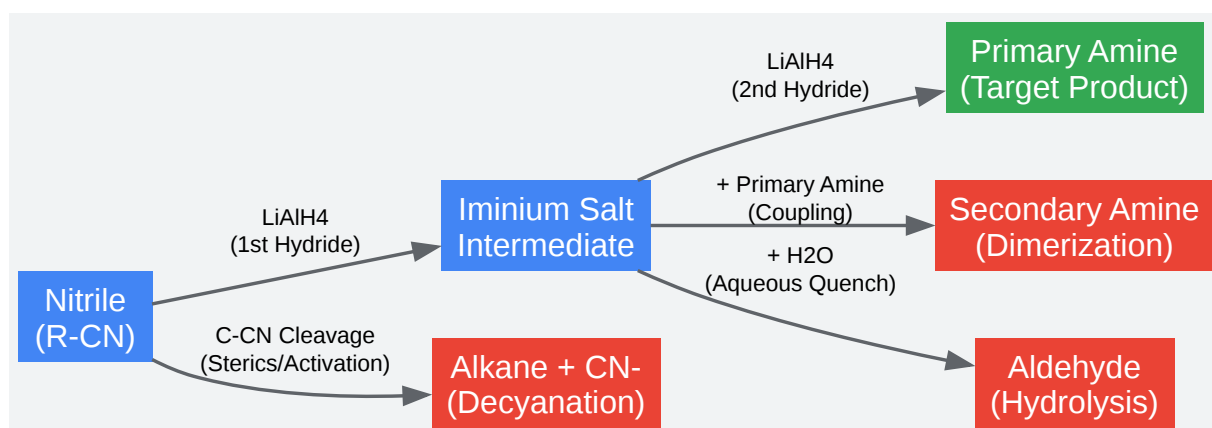 LiAlH4
(2nd Hydride)
Primary Amine
(Target Product)
+ Primary Amine
(Coupling)
Iminium Salt
Intermediate
Secondary Amine
(Dimerization)
LiAlH4
(1st Hydride)
+ H2O
(Aqueous Quench)
Nitrile
(R-CN)
C-CN Cleavage
(Sterics/Activation)
Alkane + CN-
(Decyanation)
Aldehyde
(Hydrolysis)